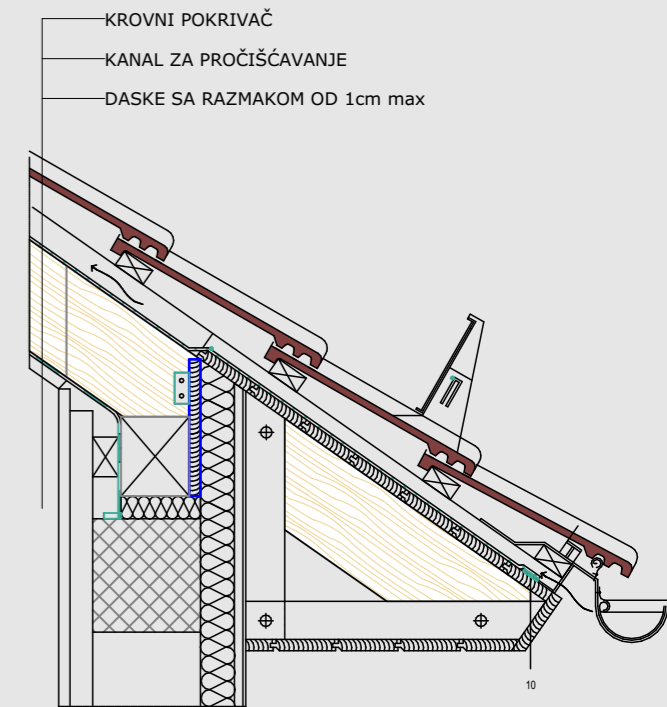 KROVNI POKRIVAČ
KANAL ZA PROČIŠĆAVANJE
DASKE SA RAZMAKOM OD 1cm max
10